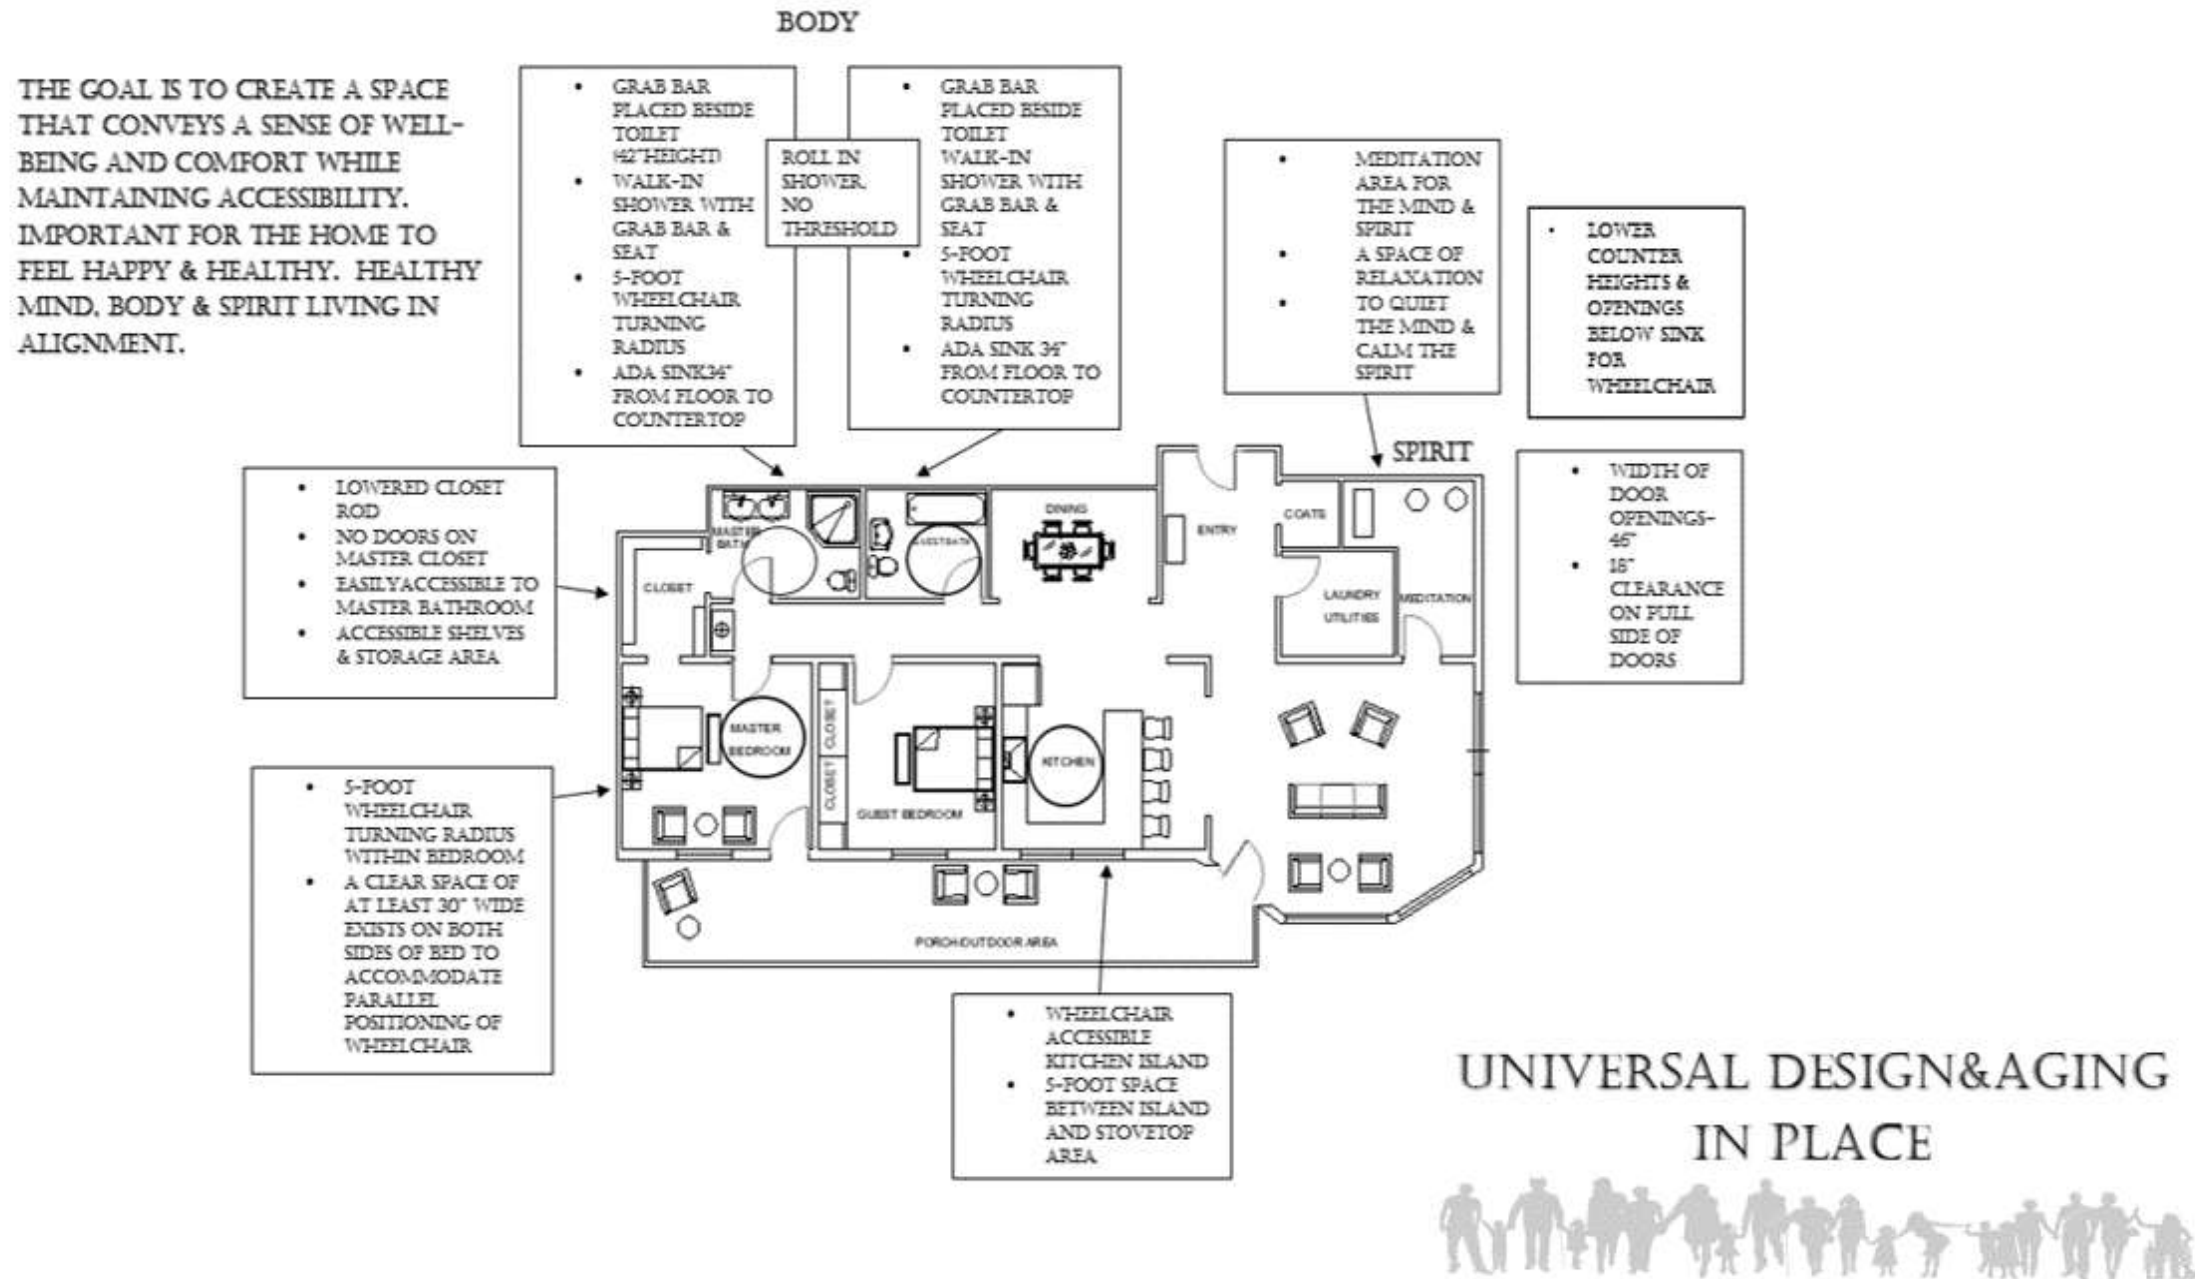 BODY
THE GOAL IS TO CREATE A SPACE
THAT CONVEYS A SENSE OF WELL-
BEING AND COMFORT WHILE
MAINTAINING ACCESSIBILITY.
IMPORTANT FOR THE HOME TO
FEEL HAPPY & HEALTHY. HEALTHY
MIND, BODY & SPIRIT LIVING IN
ALIGNMENT.
• GRAB BAR
PLACED BESIDE
TOILET
(42"HEIGHT)
• WALK-IN
SHOWER WITH
GRAB BAR &
SEAT
• 5-FOOT
WHEELCHAIR
TURNING
RADIUS
• ADA SINK34"
FROM FLOOR TO
COUNTERTOP
ROLL IN
SHOWER,
NO
THRESHOLD
• GRAB BAR
PLACED BESIDE
TOILET
WALK-IN
SHOWER WITH
GRAB BAR &
SEAT
• 5-FOOT
WHEELCHAIR
TURNING
RADIUS
• ADA SINK 34"
FROM FLOOR TO
COUNTERTOP
• MEDITATION
AREA FOR
THE MIND &
SPIRIT
• A SPACE OF
RELAXATION
• TO QUIET
THE MIND &
CALM THE
SPIRIT
• LOWER
COUNTER
HEIGHTS &
OPENINGS
BELOW SINK
FOR
WHEELCHAIR
SPIRIT
• WIDTH OF
DOOR
OPENINGS-
46"
• 18"
CLEARANCE
ON PULL
SIDE OF
DOORS
• LOWERED CLOSET
ROD
• NO DOORS ON
MASTER CLOSET
• EASILYACCESSIBLE TO
MASTER BATHROOM
• ACCESSIBLE SHELVES
& STORAGE AREA
MASTER
BATH
GUEST BATH
DINING
ENTRY
COATS
CLOSET
LAUNDRY
UTILITIES
MEDITATION
MASTER
BEDROOM
CLOSET
CLOSET
GUEST BEDROOM
KITCHEN
PORCH/OUTDOOR AREA
• 5-FOOT
WHEELCHAIR
TURNING RADIUS
WITHIN BEDROOM
• A CLEAR SPACE OF
AT LEAST 30" WIDE
EXISTS ON BOTH
SIDES OF BED TO
ACCOMMODATE
PARALLEL
POSITIONING OF
WHEELCHAIR
• WHEELCHAIR
ACCESSIBLE
KITCHEN ISLAND
• 5-FOOT SPACE
BETWEEN ISLAND
AND STOVETOP
AREA
UNIVERSAL DESIGN&AGING
IN PLACE